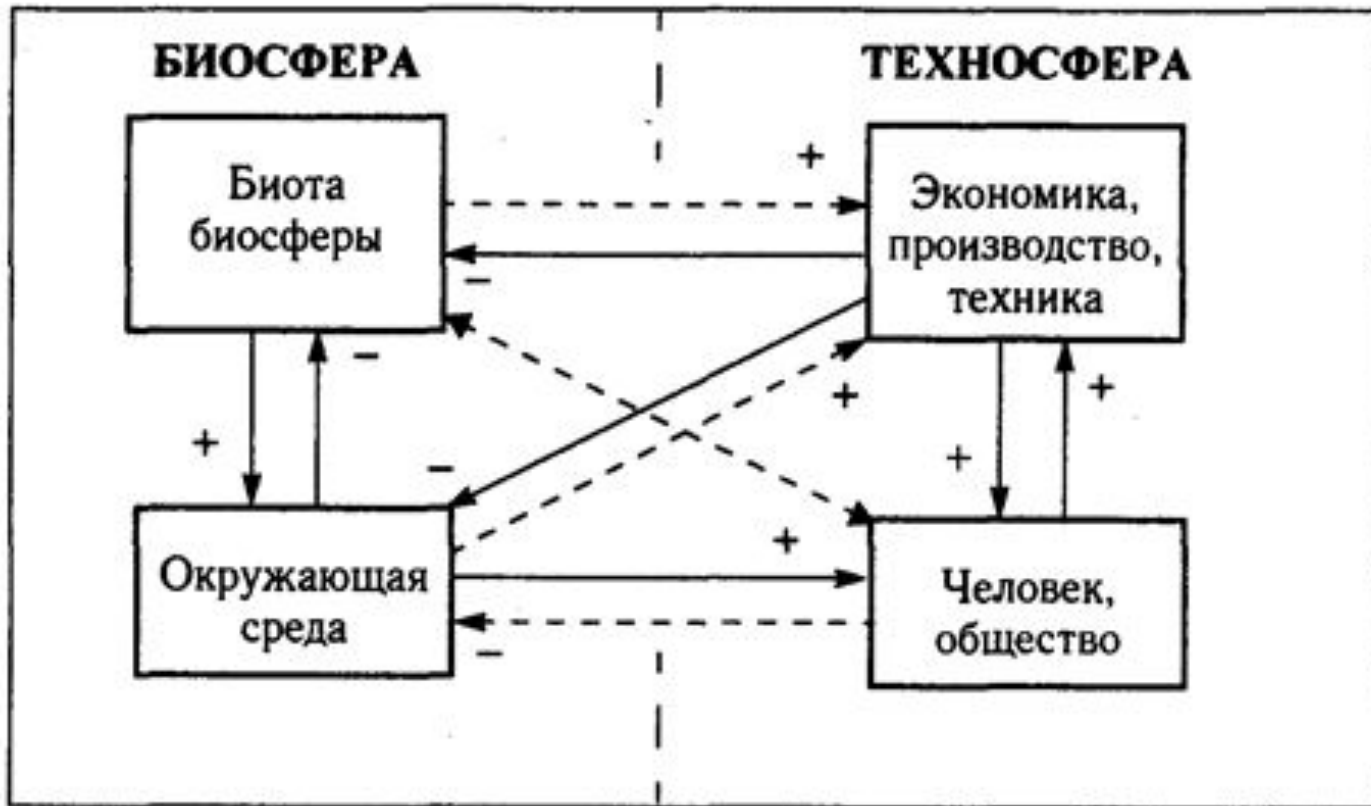 БИОСФЕРА
ТЕХНОСФЕРА
Биота
биосферы
Экономика,
производство,
техника
Окружающая
среда
Человек,
общество
+
−
−
+
+
+
+
−
+
−